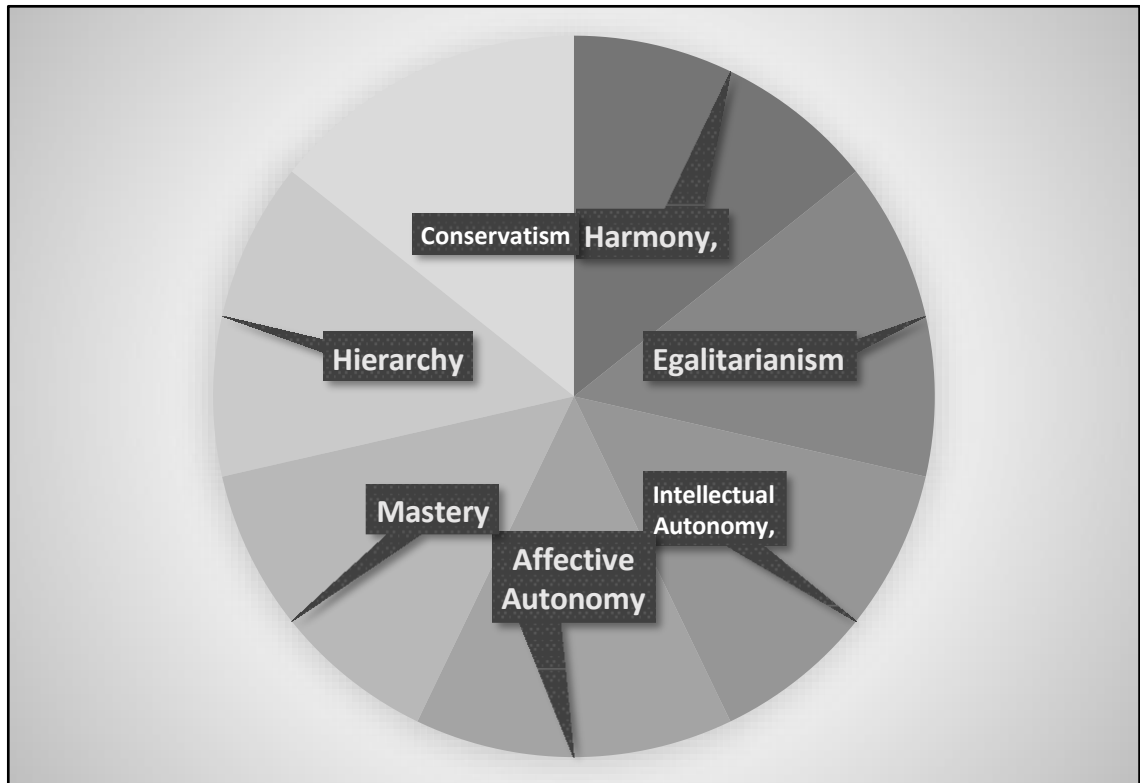 Conservatism
Harmony,
Hierarchy
Egalitarianism
Mastery
Intellectual
Autonomy,
Affective
Autonomy